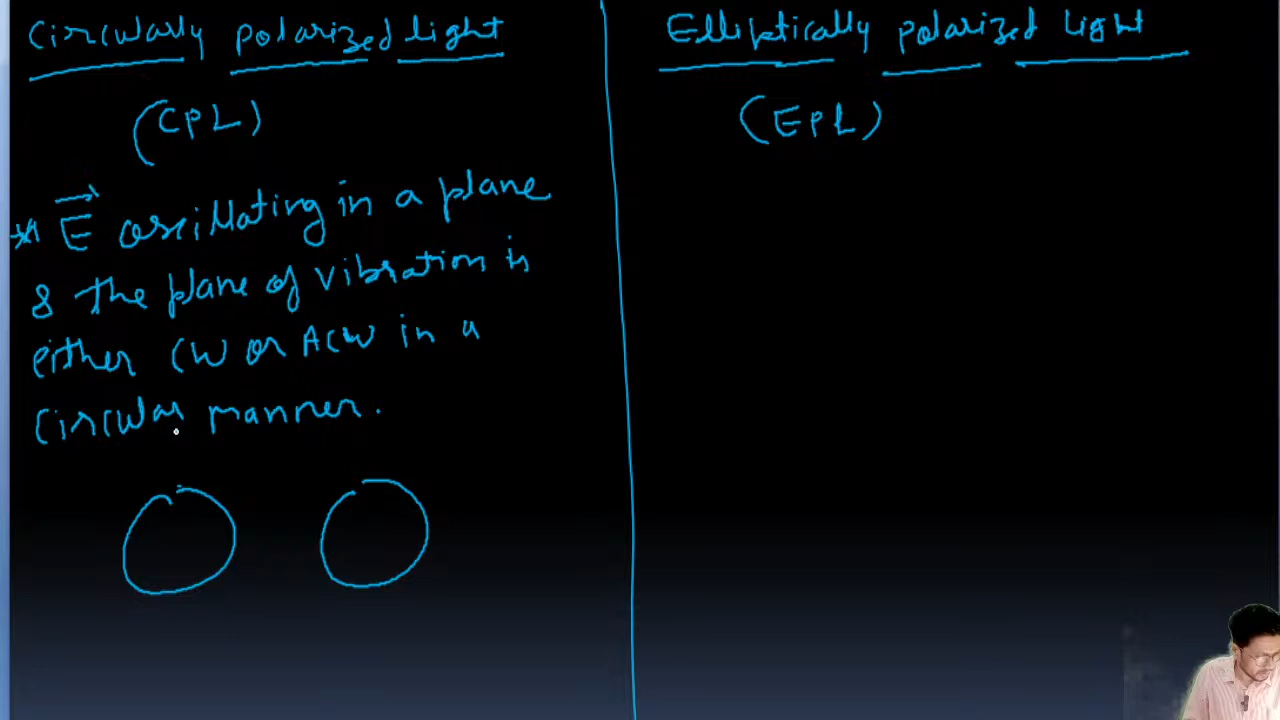 Circularly polarized light
(CPL)
* E oscillating in a plane
& the plane of vibration is
either CW or ACW in a
circular manner.
Elliptically polarized light
(EPL)